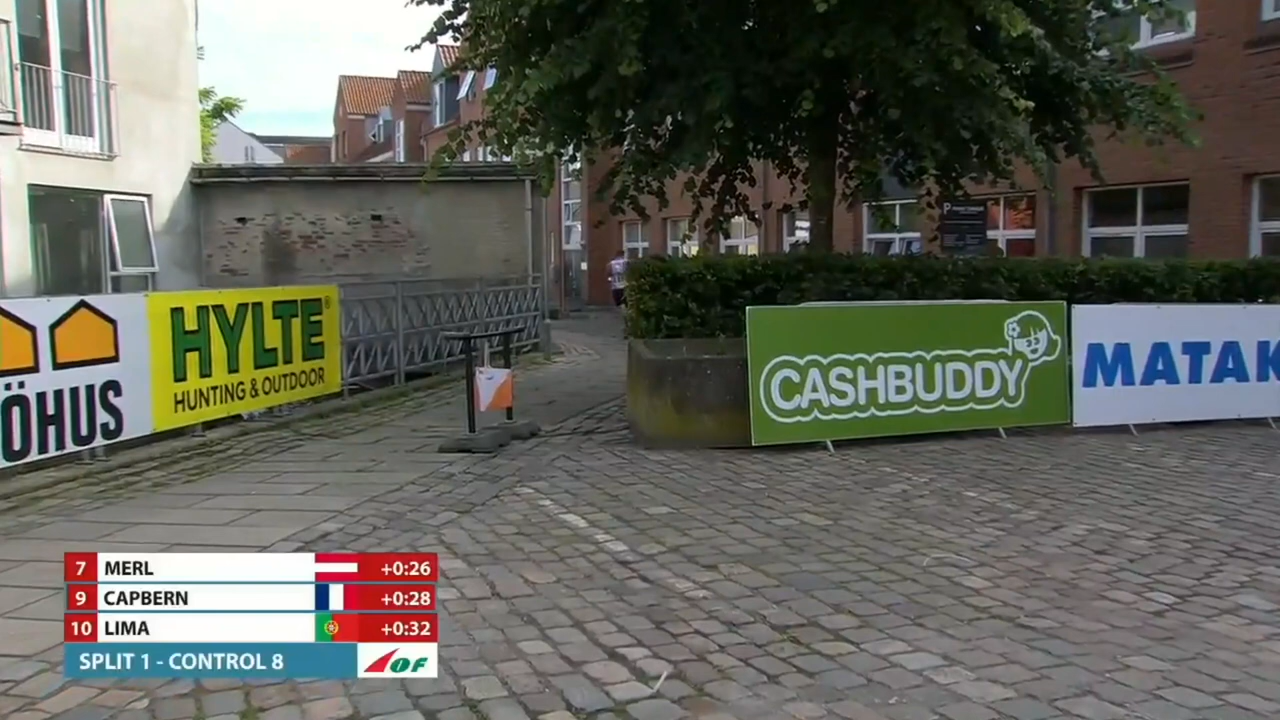 ÖHUS
HYLTE®
HUNTING & OUTDOOR
CASHBUDDY
MATAK
7 MERL +0:26
9 CAPBERN +0:28
10 LIMA +0:32
SPLIT 1 - CONTROL 8 IOF